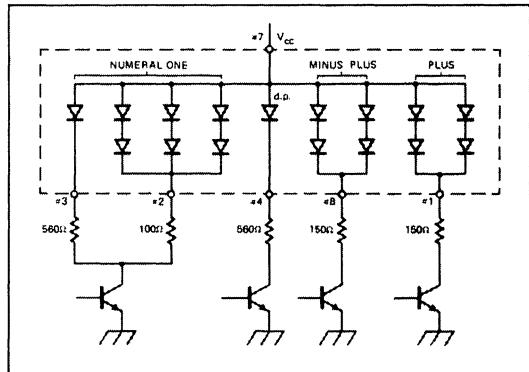 #7 Vcc
NUMERAL ONE
MINUS PLUS
PLUS
d.p.
#3
#2
#4
#8
#1
560Ω
100Ω
560Ω
150Ω
150Ω